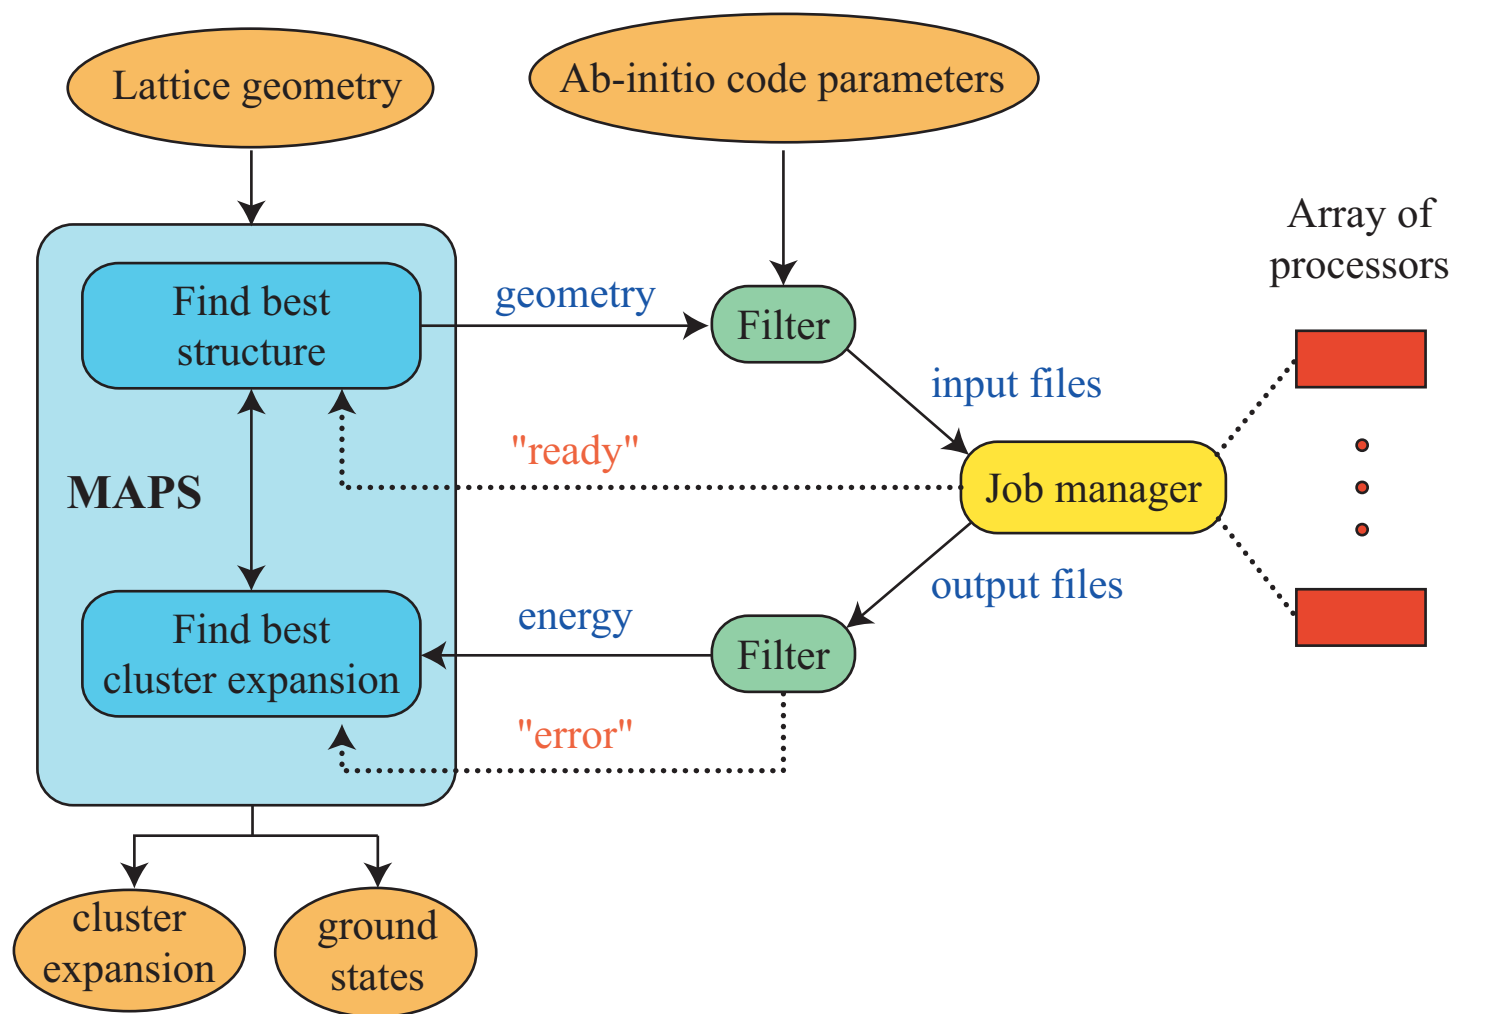 Lattice geometry
Ab-initio code parameters
Array of
processors
Find best
structure
geometry
Filter
input files
"ready"
MAPS
Job manager
output files
Find best
cluster expansion
energy
Filter
"error"
cluster
expansion
ground
states